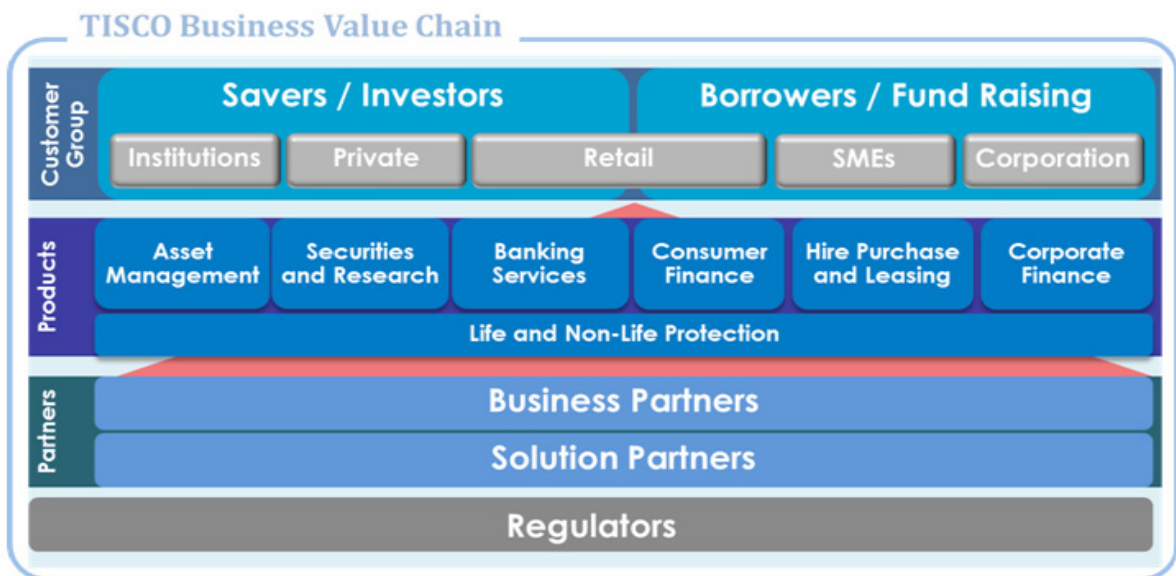 TISCO Business Value Chain
Customer
Group
Savers / Investors
Borrowers / Fund Raising
Institutions
Private
Retail
SMEs
Corporation
Products
Asset
Management
Securities
and Research
Banking
Services
Consumer
Finance
Hire Purchase
and Leasing
Corporate
Finance
Life and Non-Life Protection
Partners
Business Partners
Solution Partners
Regulators